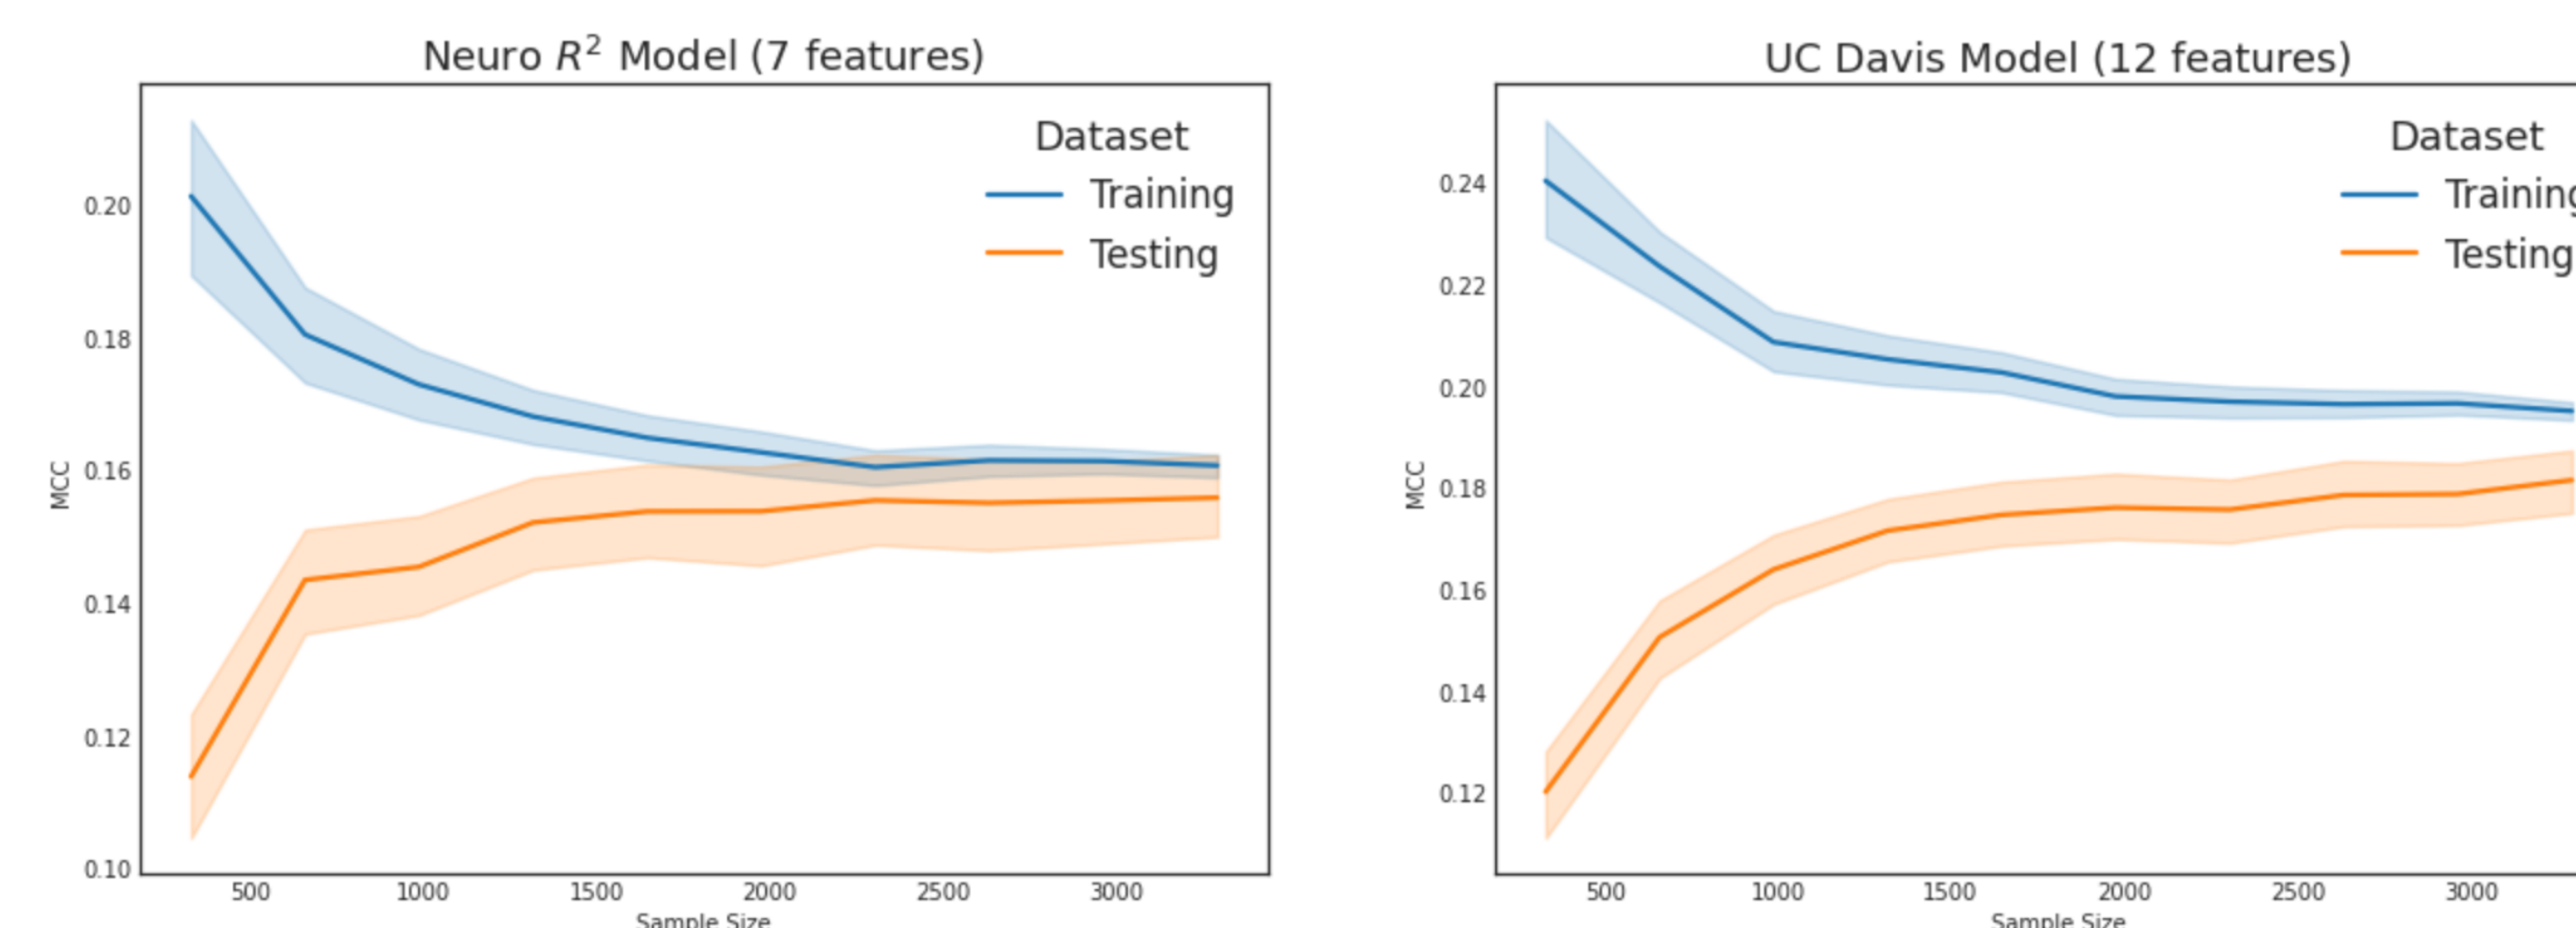 Neuro R² Model (7 features)
Dataset
Training
Testing
0.20
0.18
0.16
0.14
0.12
0.10
MCC
500 1000 1500 2000 2500 3000
Sample Size
UC Davis Model (12 features)
Dataset
Training
Testing
0.24
0.22
0.20
0.18
0.16
0.14
0.12
MCC
500 1000 1500 2000 2500 3000
Sample Size